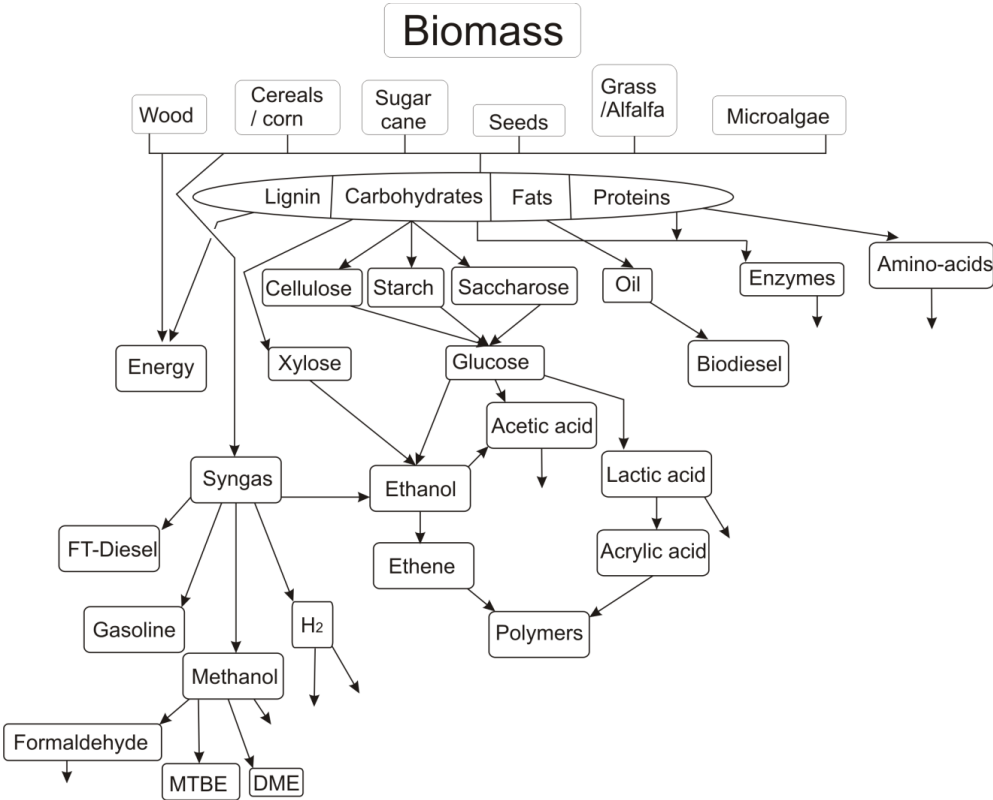 Biomass
Wood
Cereals
/ corn
Sugar
cane
Seeds
Grass
/Alfalfa
Microalgae
Lignin
Carbohydrates
Fats
Proteins
Cellulose
Starch
Saccharose
Oil
Enzymes
Amino-acids
Energy
Xylose
Glucose
Biodiesel
Acetic acid
Syngas
Ethanol
Lactic acid
FT-Diesel
Ethene
Acrylic acid
Gasoline
H2
Polymers
Methanol
Formaldehyde
MTBE
DME